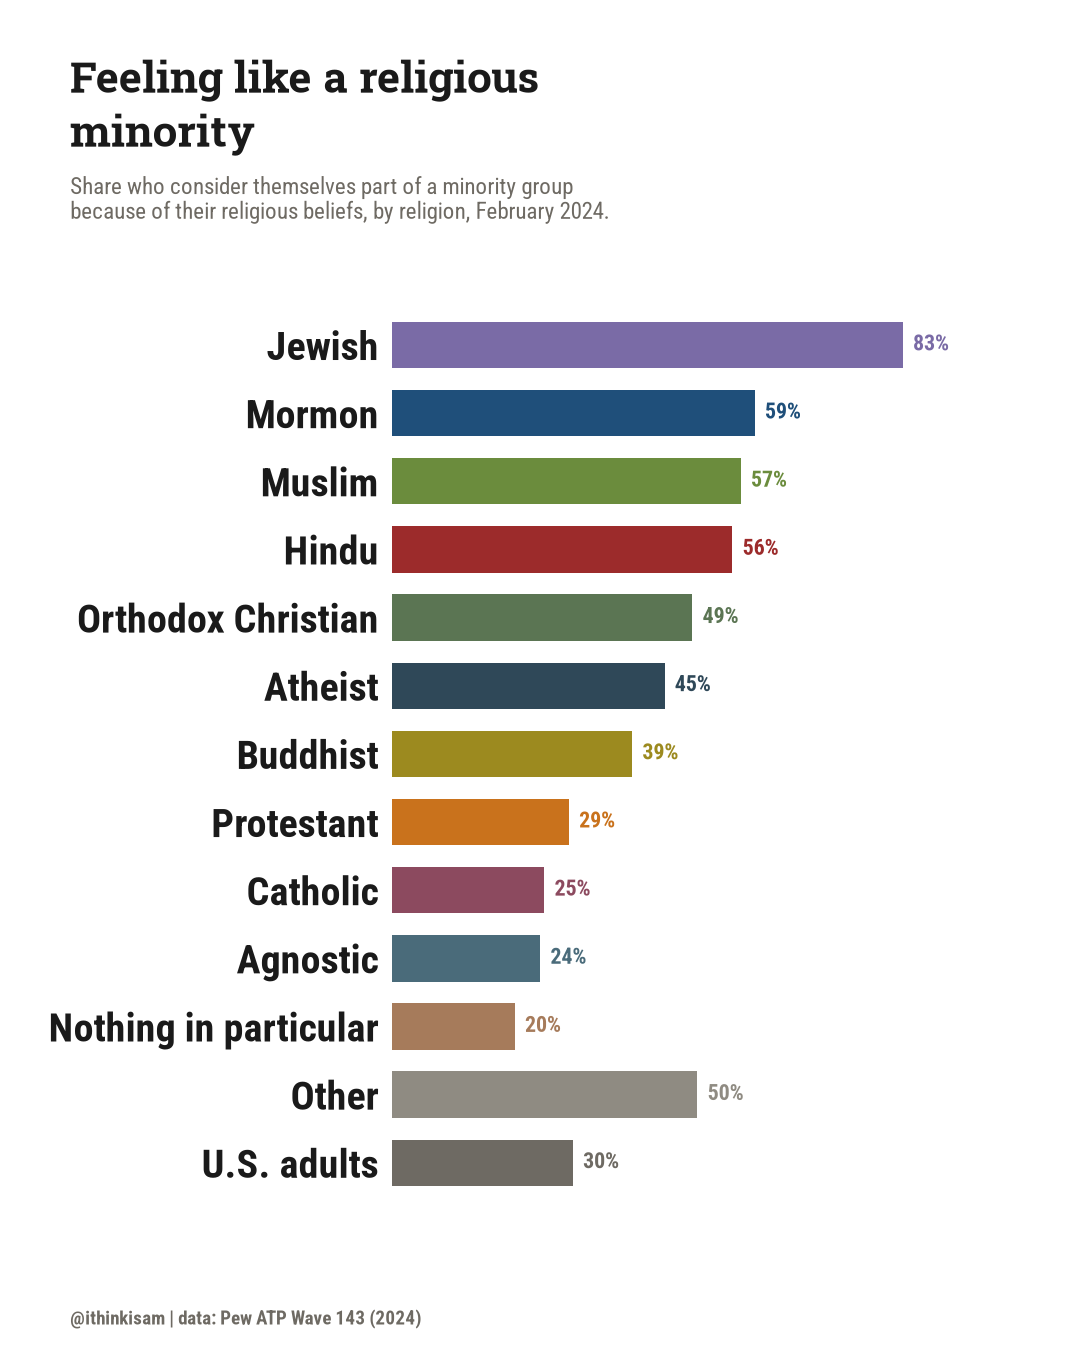 Feeling like a religious
minority
Share who consider themselves part of a minority group
because of their religious beliefs, by religion, February 2024.
Jewish 83%
Mormon 59%
Muslim 57%
Hindu 56%
Orthodox Christian 49%
Atheist 45%
Buddhist 39%
Protestant 29%
Catholic 25%
Agnostic 24%
Nothing in particular 20%
Other 50%
U.S. adults 30%
@ithinkisam | data: Pew ATP Wave 143 (2024)